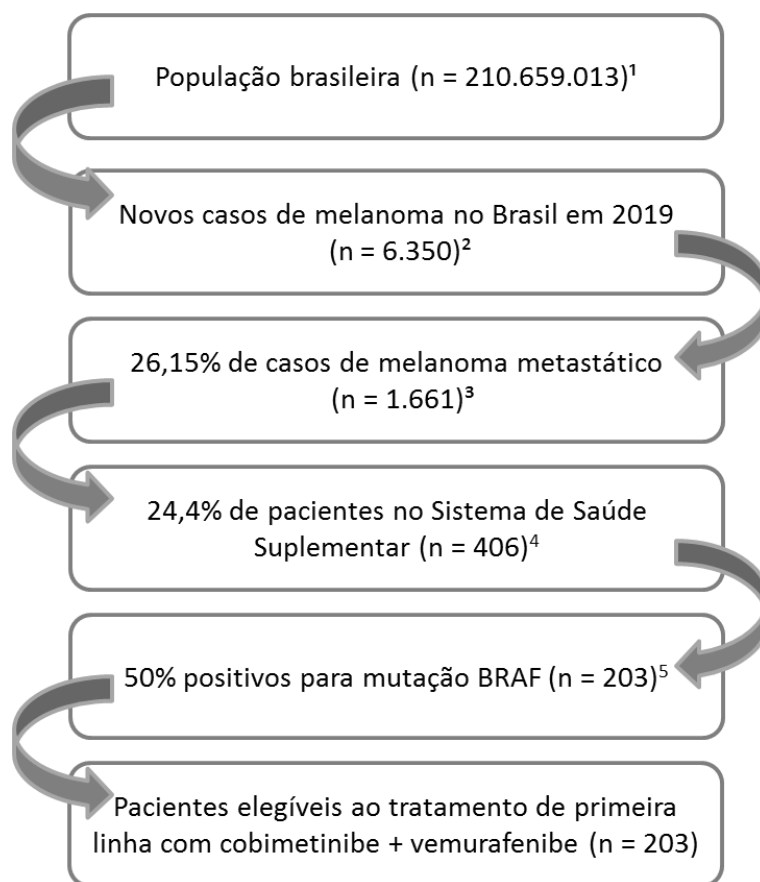 População brasileira (n = 210.659.013)¹
Novos casos de melanoma no Brasil em 2019
(n = 6.350)²
26,15% de casos de melanoma metastático
(n = 1.661)³
24,4% de pacientes no Sistema de Saúde
Suplementar (n = 406)⁴
50% positivos para mutação BRAF (n = 203)⁵
Pacientes elegíveis ao tratamento de primeira
linha com cobimetinibe + vemurafenibe (n = 203)